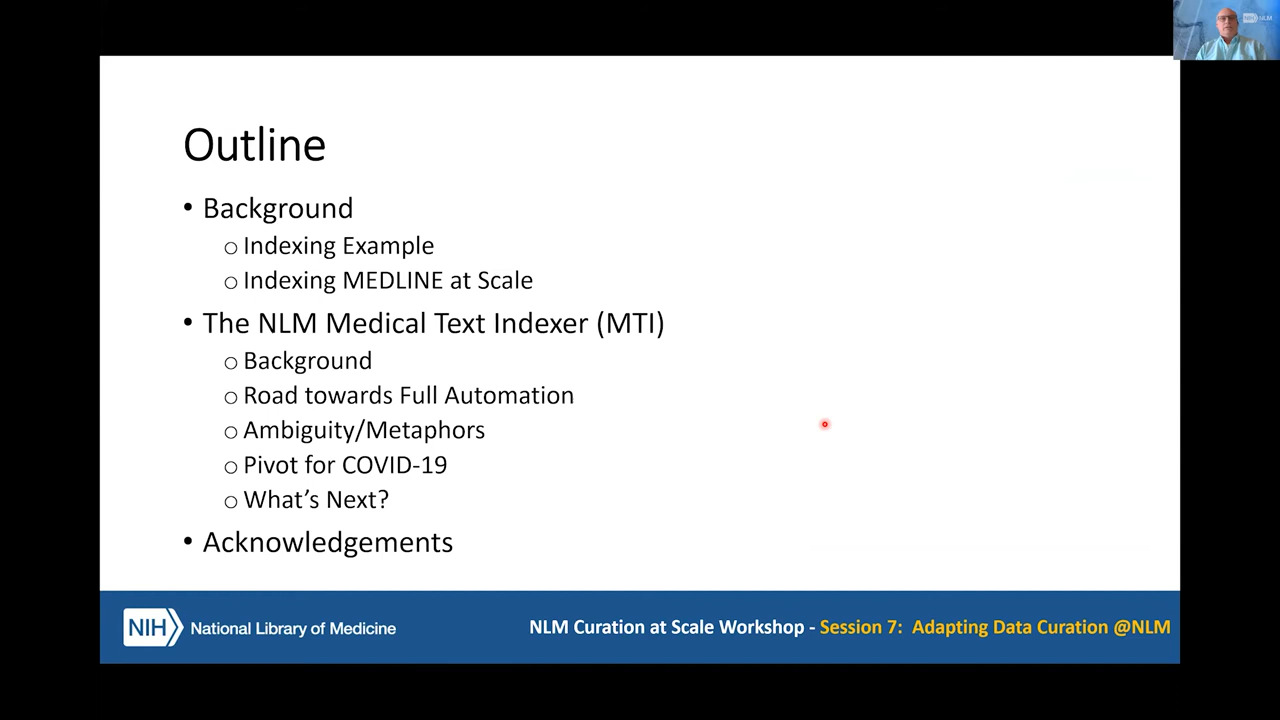 NIH NLM
Outline
• Background
o Indexing Example
o Indexing MEDLINE at Scale
• The NLM Medical Text Indexer (MTI)
o Background
o Road towards Full Automation
o Ambiguity/Metaphors
o Pivot for COVID-19
o What's Next?
• Acknowledgements
NIH National Library of Medicine
NLM Curation at Scale Workshop - Session 7: Adapting Data Curation @NLM